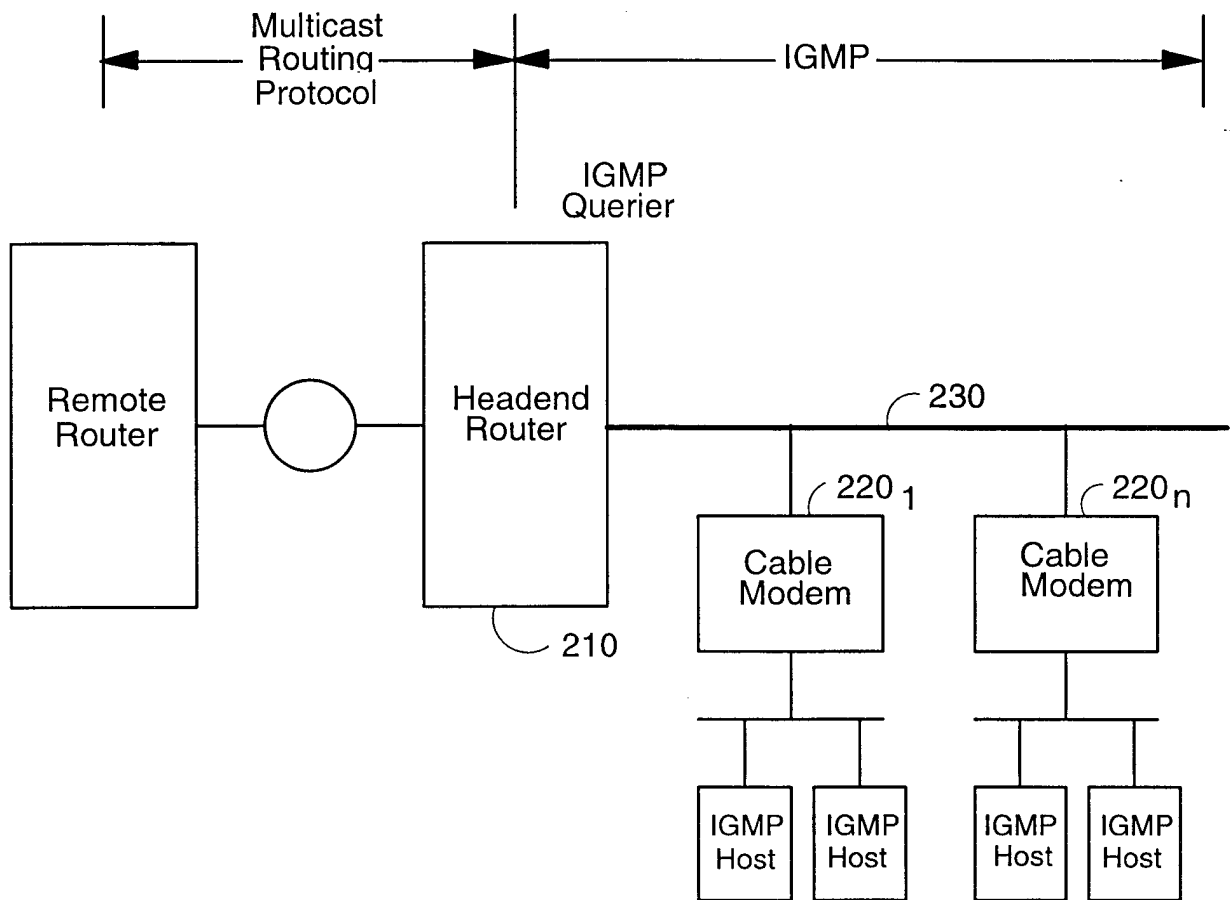 Multicast
Routing
Protocol
IGMP
IGMP
Querier
Remote
Router
Headend
Router
230
220 1
220 n
Cable
Modem
Cable
Modem
210
IGMP
Host
IGMP
Host
IGMP
Host
IGMP
Host